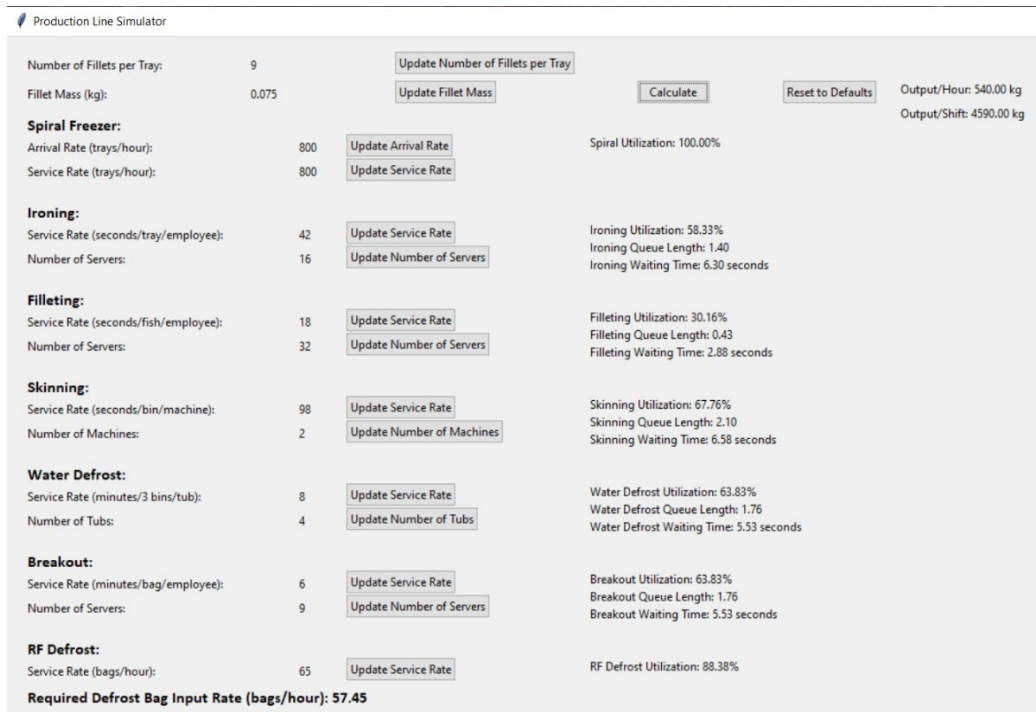 Production Line Simulator
Number of Fillets per Tray: 9 Update Number of Fillets per Tray
Fillet Mass (kg): 0.075 Update Fillet Mass Calculate Reset to Defaults Output/Hour: 540.00 kg
Output/Shift: 4590.00 kg
Spiral Freezer:
Arrival Rate (trays/hour): 800 Update Arrival Rate Spiral Utilization: 100.00%
Service Rate (trays/hour): 800 Update Service Rate
Ironing:
Service Rate (seconds/tray/employee): 42 Update Service Rate Ironing Utilization: 58.33%
Ironing Queue Length: 1.40
Number of Servers: 16 Update Number of Servers Ironing Waiting Time: 6.30 seconds
Filleting:
Service Rate (seconds/fish/employee): 18 Update Service Rate Filleting Utilization: 30.16%
Filleting Queue Length: 0.43
Number of Servers: 32 Update Number of Servers Filleting Waiting Time: 2.88 seconds
Skinning:
Service Rate (seconds/bin/machine): 98 Update Service Rate Skinning Utilization: 67.76%
Skinning Queue Length: 2.10
Number of Machines: 2 Update Number of Machines Skinning Waiting Time: 6.58 seconds
Water Defrost:
Service Rate (minutes/3 bins/tub): 8 Update Service Rate Water Defrost Utilization: 63.83%
Water Defrost Queue Length: 1.76
Number of Tubs: 4 Update Number of Tubs Water Defrost Waiting Time: 5.53 seconds
Breakout:
Service Rate (minutes/bag/employee): 6 Update Service Rate Breakout Utilization: 63.83%
Breakout Queue Length: 1.76
Number of Servers: 9 Update Number of Servers Breakout Waiting Time: 5.53 seconds
RF Defrost:
Service Rate (bags/hour): 65 Update Service Rate RF Defrost Utilization: 88.38%
Required Defrost Bag Input Rate (bags/hour): 57.45